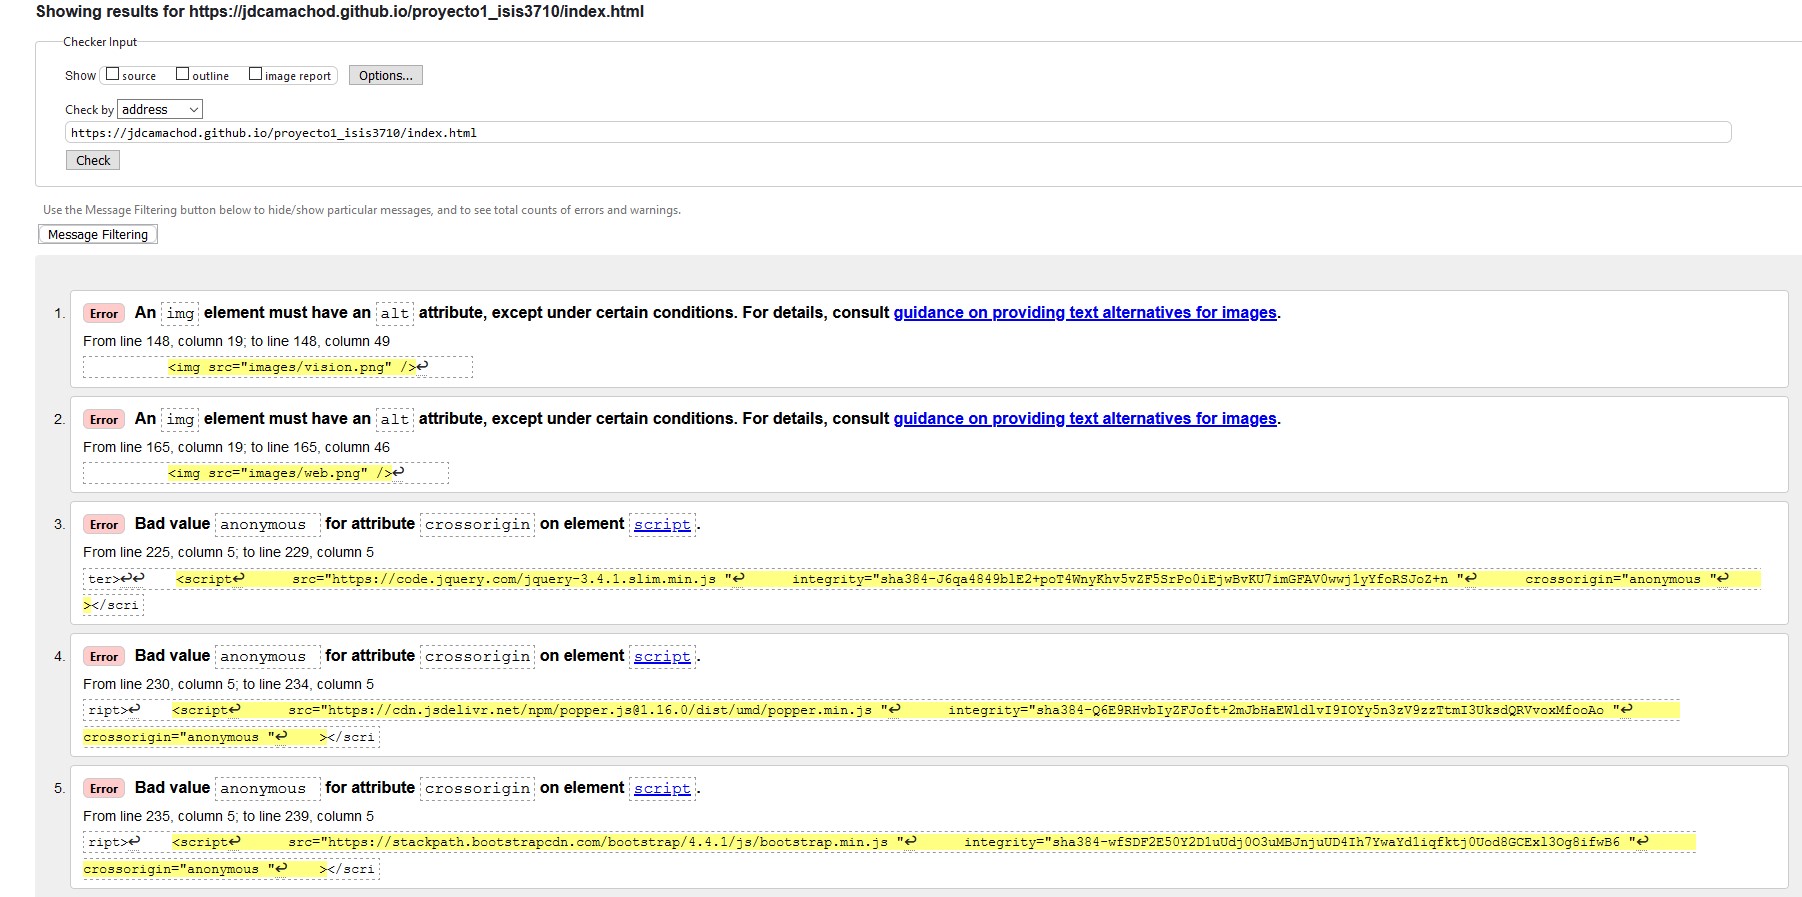 Showing results for https://jdcamachod.github.io/proyecto1_isis3710/index.html
Checker Input
Show source outline image report Options...
Check by address
https://jdcamachod.github.io/proyecto1_isis3710/index.html
Check
Use the Message Filtering button below to hide/show particular messages, and to see total counts of errors and warnings.
Message Filtering
1. Error An img element must have an alt attribute, except under certain conditions. For details, consult guidance on providing text alternatives for images.
From line 148, column 19; to line 148, column 49
<img src="images/vision.png" />↩
2. Error An img element must have an alt attribute, except under certain conditions. For details, consult guidance on providing text alternatives for images.
From line 165, column 19; to line 165, column 46
<img src="images/web.png" />↩
3. Error Bad value anonymous for attribute crossorigin on element script.
From line 225, column 5; to line 229, column 5
ter>↩↩ <script↩ src="https://code.jquery.com/jquery-3.4.1.slim.min.js "↩ integrity="sha384-J6qa4849blE2+poT4WnyKhv5vZF5SrPo0iEjwBvKU7imGFAV0wwj1yYfoRSJoZ+n "↩ crossorigin="anonymous "↩
></scri
4. Error Bad value anonymous for attribute crossorigin on element script.
From line 230, column 5; to line 234, column 5
ript>↩ <script↩ src="https://cdn.jsdelivr.net/npm/popper.js@1.16.0/dist/umd/popper.min.js "↩ integrity="sha384-Q6E9RHvbIyZFJoft+2mJbHaEWldlvI9IOYy5n3zV9zzTtmI3UksdQRVvoxMfooAo "↩
crossorigin="anonymous "↩ ></scri
5. Error Bad value anonymous for attribute crossorigin on element script.
From line 235, column 5; to line 239, column 5
ript>↩ <script↩ src="https://stackpath.bootstrapcdn.com/bootstrap/4.4.1/js/bootstrap.min.js "↩ integrity="sha384-wfSDF2E50Y2D1uUdj0O3uMBJnjuUD4Ih7YwaYd1iqfktj0Uod8GCExl3Og8ifwB6 "↩
crossorigin="anonymous "↩ ></scri